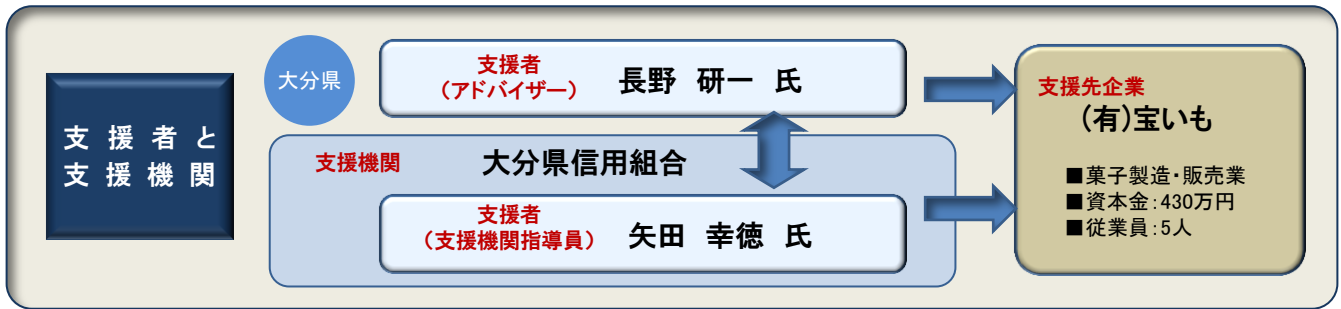 支援者と
支援機関
大分県
支援者
(アドバイザー)
長野 研一 氏
支援機関
大分県信用組合
支援者
(支援機関指導員)
矢田 幸徳 氏
支援先企業
(有)宝いも
■菓子製造・販売業
■資本金:430万円
■従業員:5人